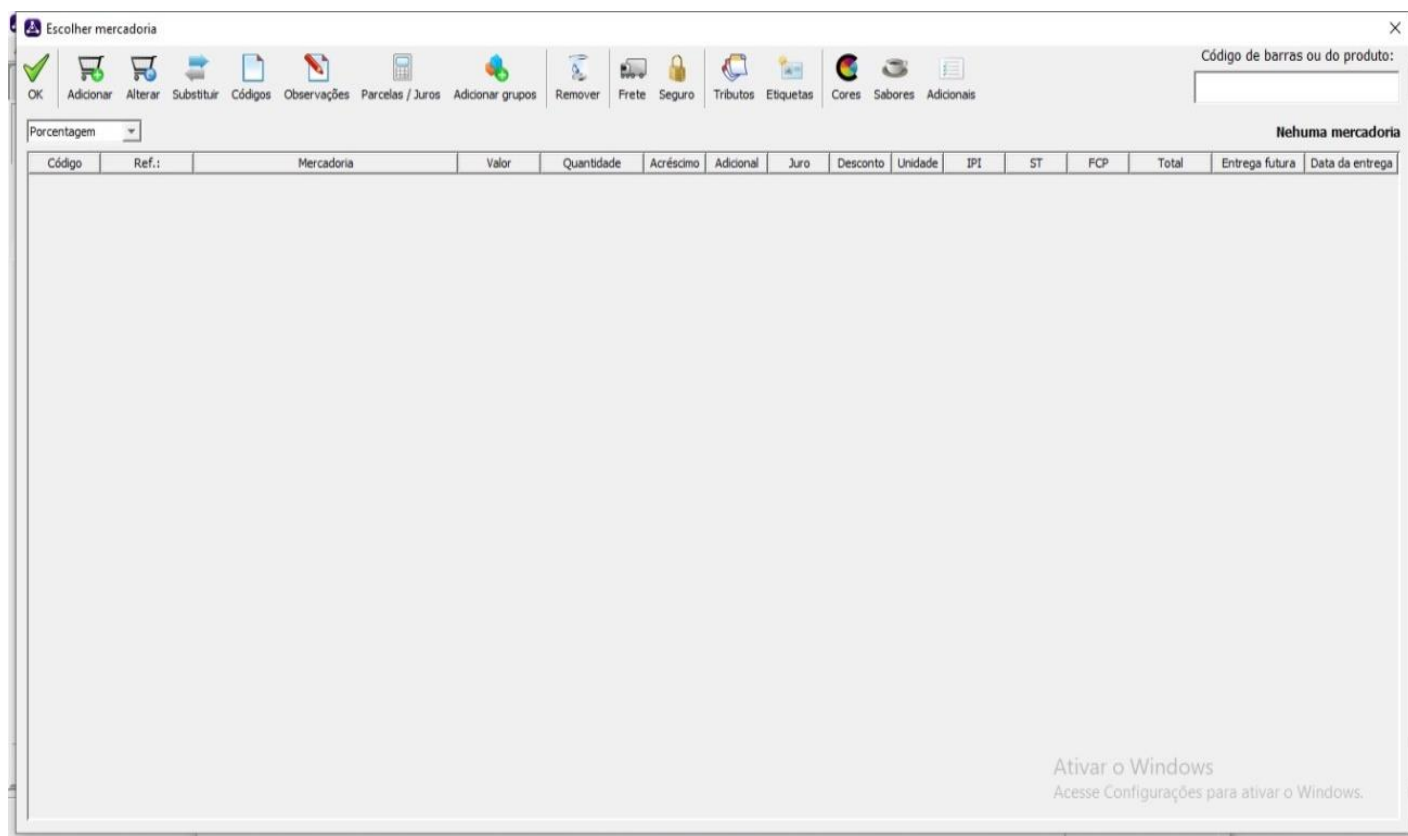 Escolher mercadoria
Código de barras ou do produto:
OK Adicionar Alterar Substituir Códigos Observações Parcelas / Juros Adicionar grupos Remover Frete Seguro Tributos Etiquetas Cores Sabores Adicionais
Porcentagem
Nehuma mercadoria
Código Ref.: Mercadoria Valor Quantidade Acréscimo Adicional Juro Desconto Unidade IPI ST FCP Total Entrega futura Data da entrega
Ativar o Windows
Acesse Configurações para ativar o Windows.